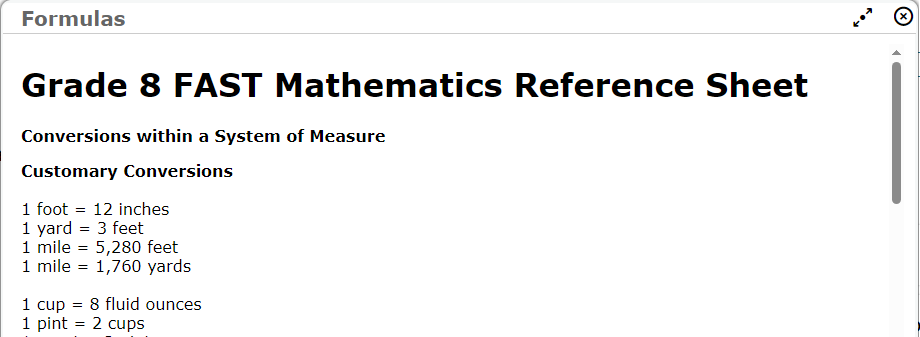 Formulas
Grade 8 FAST Mathematics Reference Sheet
Conversions within a System of Measure
Customary Conversions
1 foot = 12 inches
1 yard = 3 feet
1 mile = 5,280 feet
1 mile = 1,760 yards
1 cup = 8 fluid ounces
1 pint = 2 cups